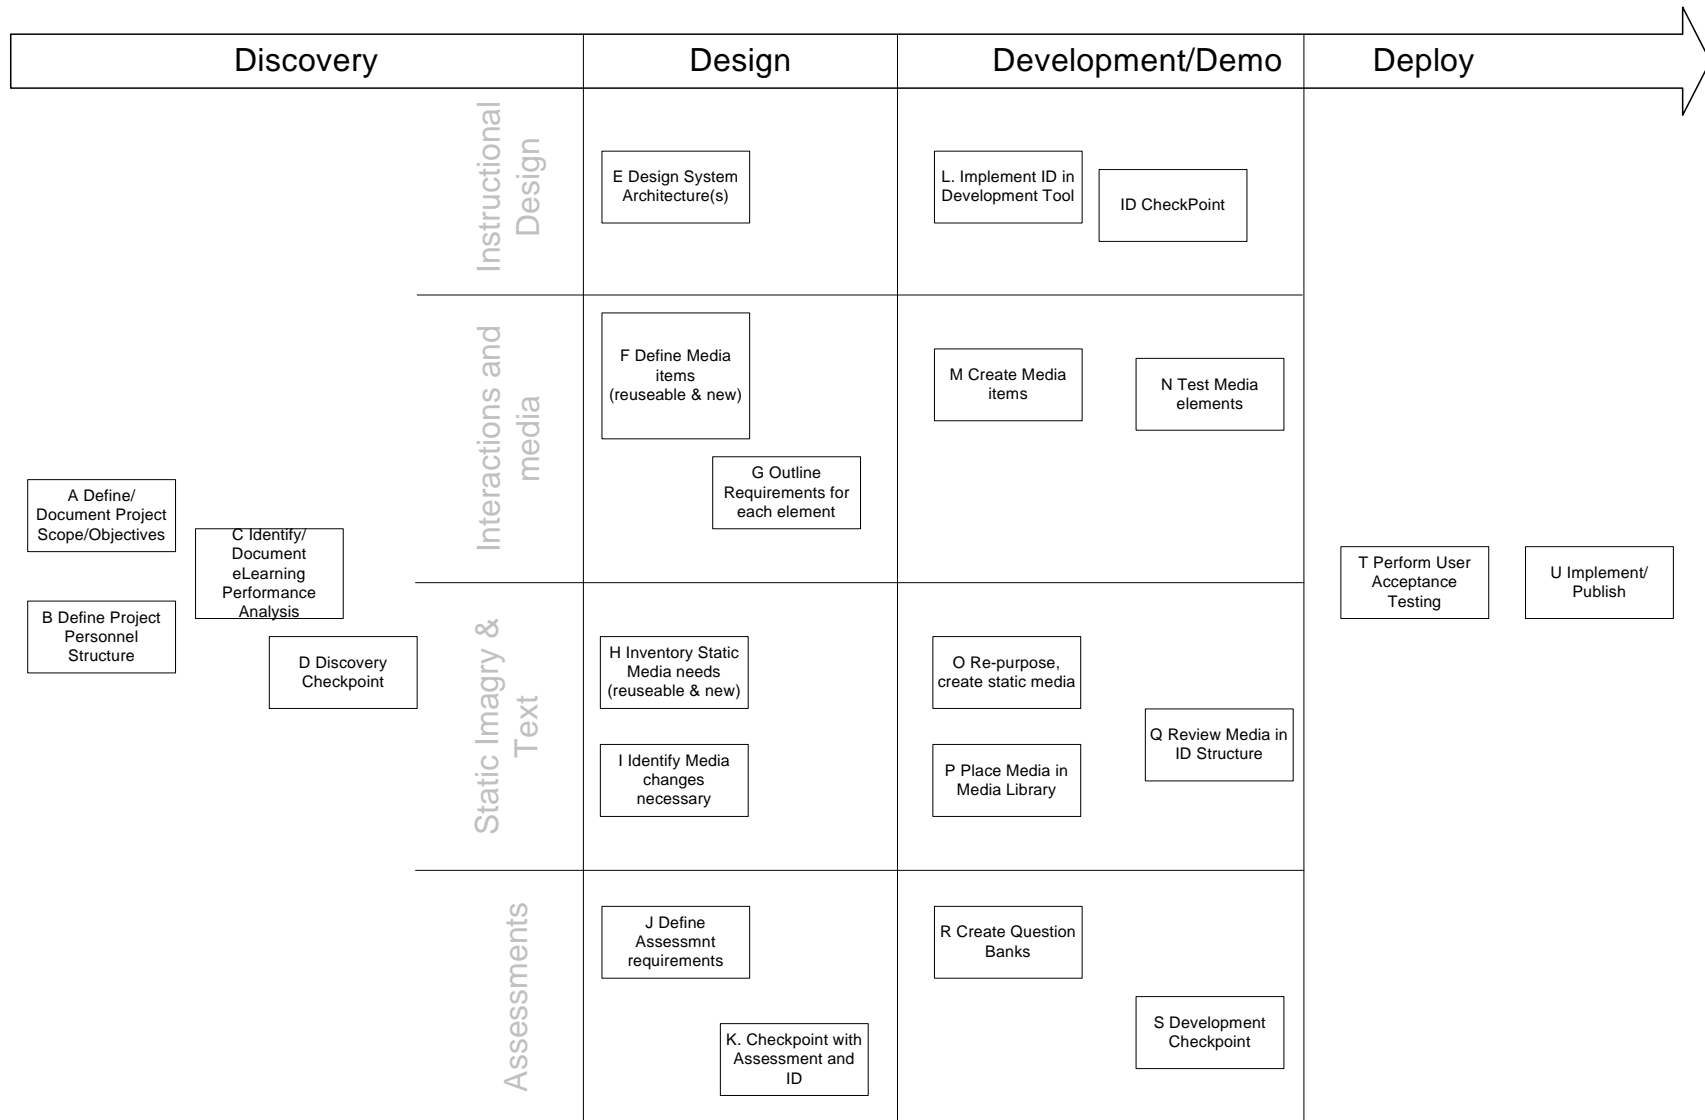 Discovery
Design
Development/Demo
Deploy
Instructional
Design
E Design System
Architecture(s)
L. Implement ID in
Development Tool
ID CheckPoint
Interactions and
media
F Define Media
items
(reuseable & new)
G Outline
Requirements for
each element
M Create Media
items
N Test Media
elements
A Define/
Document Project
Scope/Objectives
B Define Project
Personnel
Structure
C Identify/
Document
eLearning
Performance
Analysis
D Discovery
Checkpoint
Static Imagry &
Text
H Inventory Static
Media needs
(reuseable & new)
I Identify Media
changes
necessary
O Re-purpose,
create static media
P Place Media in
Media Library
Q Review Media in
ID Structure
T Perform User
Acceptance
Testing
U Implement/
Publish
Assessments
J Define
Assessmnt
requirements
K. Checkpoint with
Assessment and
ID
R Create Question
Banks
S Development
Checkpoint